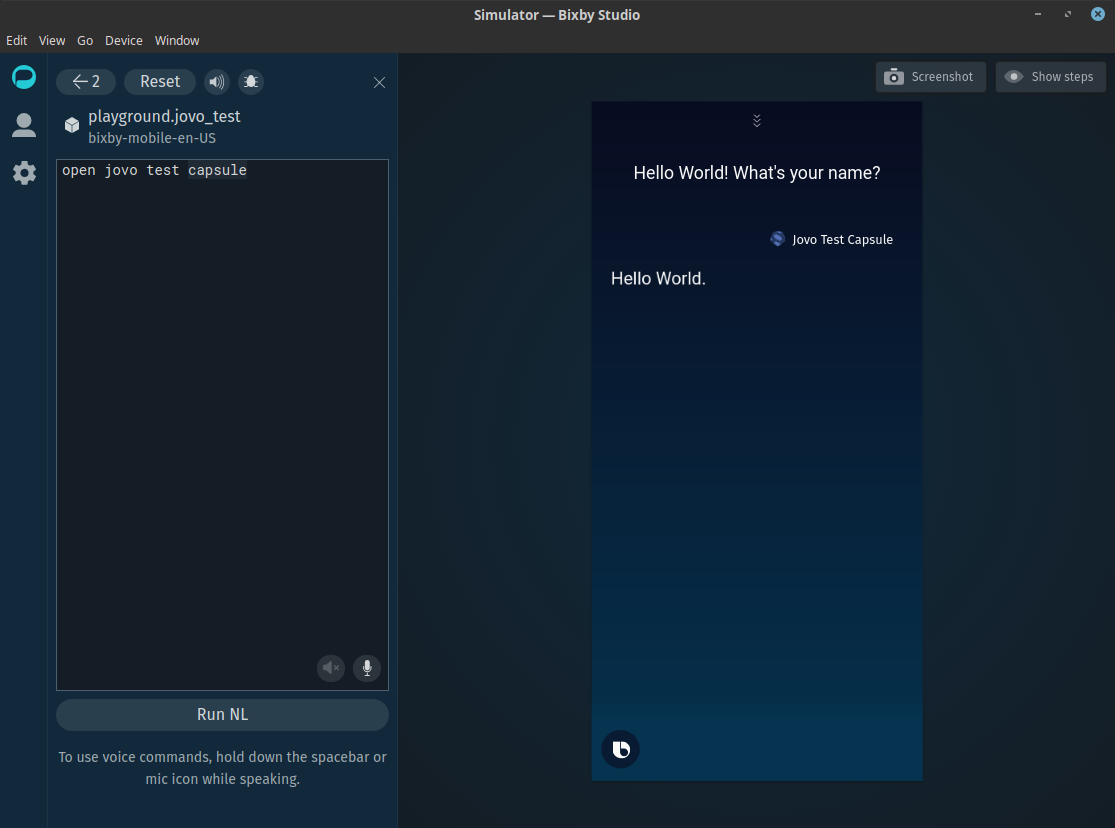 Simulator — Bixby Studio
Edit View Go Device Window
2 Reset
playground.jovo_test
bixby-mobile-en-US
open jovo test capsule
Run NL
To use voice commands, hold down the spacebar or
mic icon while speaking.
Screenshot Show steps
Hello World! What's your name?
Jovo Test Capsule
Hello World.